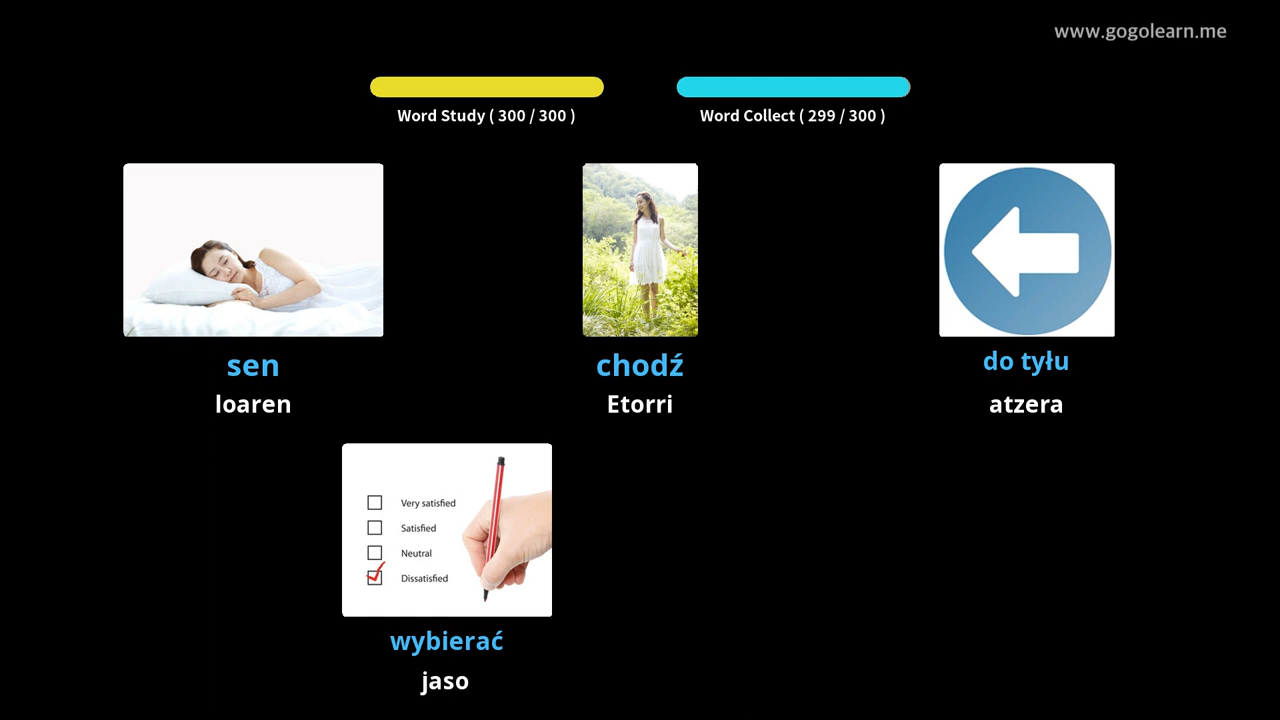 www.gogolearn.me
Word Study ( 300 / 300 )
Word Collect ( 299 / 300 )
sen
loaren
chodź
Etorri
do tyłu
atzera
Very satisfied
Satisfied
Neutral
Dissatisfied
wybierać
jaso